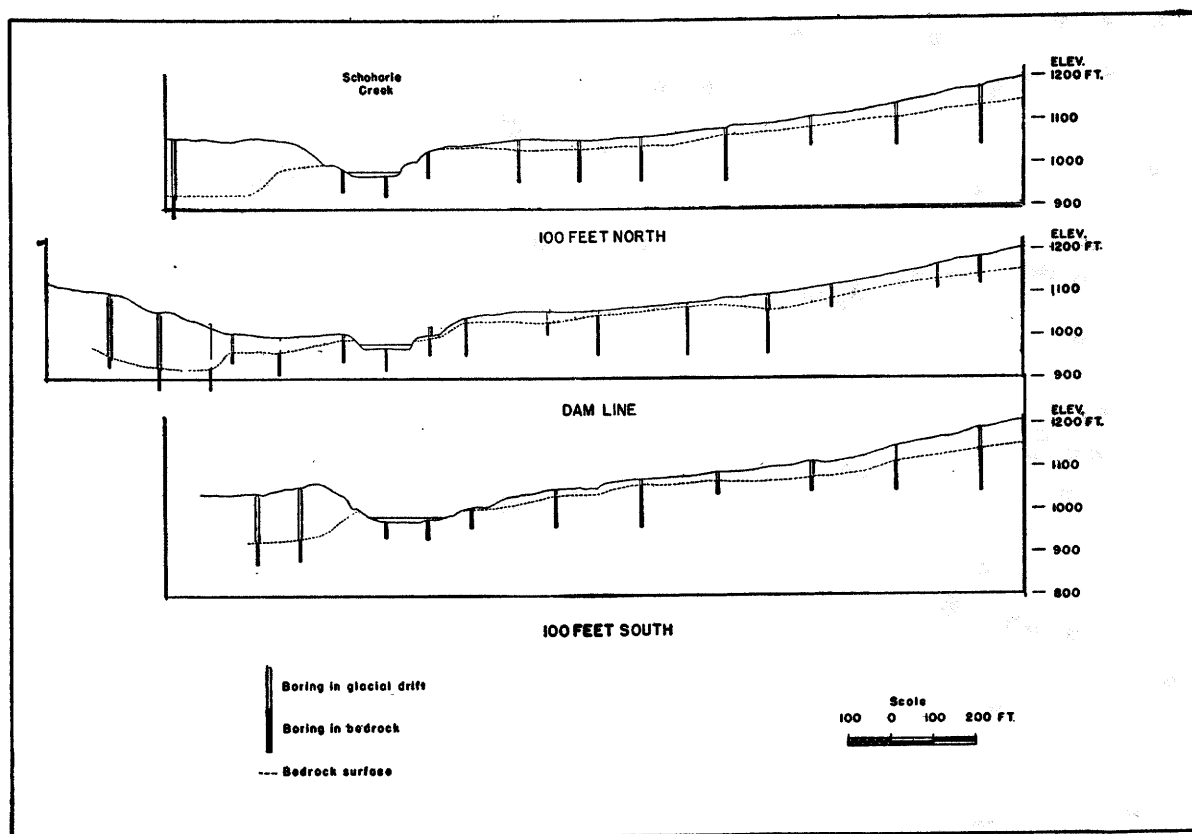 Schoharie
Creek
ELEV.
1200 FT.
1100
1000
900
100 FEET NORTH
ELEV.
1200 FT.
1100
1000
900
DAM LINE
ELEV.
1200 FT.
1100
1000
900
800
100 FEET SOUTH
Boring in glacial drift
Boring in bedrock
Bedrock surface
Scale
100 0 100 200 FT.